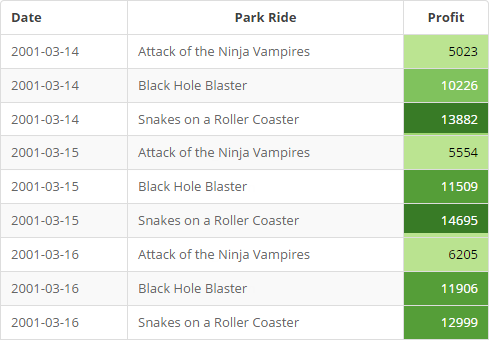 Date Park Ride Profit
2001-03-14 Attack of the Ninja Vampires 5023
2001-03-14 Black Hole Blaster 10226
2001-03-14 Snakes on a Roller Coaster 13882
2001-03-15 Attack of the Ninja Vampires 5554
2001-03-15 Black Hole Blaster 11509
2001-03-15 Snakes on a Roller Coaster 14695
2001-03-16 Attack of the Ninja Vampires 6205
2001-03-16 Black Hole Blaster 11906
2001-03-16 Snakes on a Roller Coaster 12999